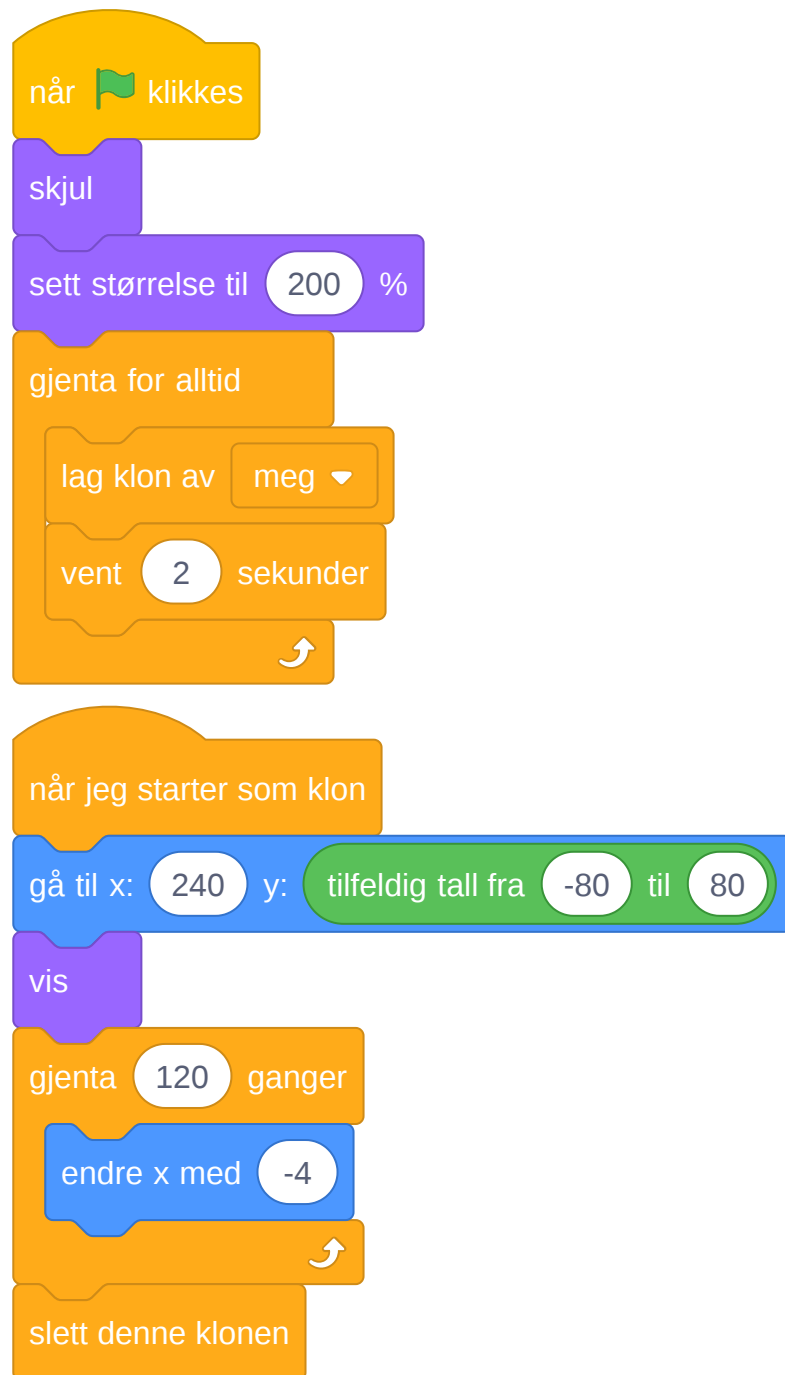 når klikkes
skjul
sett størrelse til 200 %
gjenta for alltid
lag klon av meg
vent 2 sekunder
når jeg starter som klon
gå til x: 240 y: tilfeldig tall fra -80 til 80
vis
gjenta 120 ganger
endre x med -4
slett denne klonen